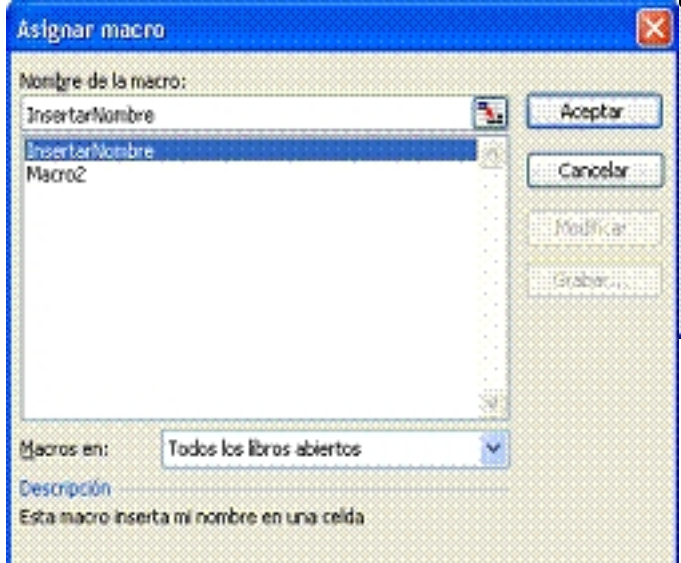 Asignar macro
Nombre de la macro:
InsertarNombre
Aceptar
InsertarNombre
Macro2
Cancelar
Modificar
Grabar...
Macros en:
Todos los libros abiertos
Descripción
Esta macro inserta mi nombre en una celda